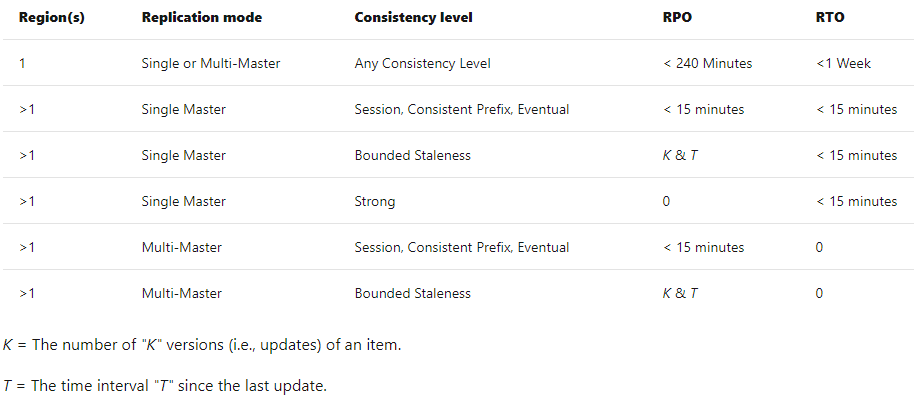 Region(s) Replication mode Consistency level RPO RTO
1 Single or Multi-Master Any Consistency Level < 240 Minutes <1 Week
>1 Single Master Session, Consistent Prefix, Eventual < 15 minutes < 15 minutes
>1 Single Master Bounded Staleness K & T < 15 minutes
>1 Single Master Strong 0 < 15 minutes
>1 Multi-Master Session, Consistent Prefix, Eventual < 15 minutes 0
>1 Multi-Master Bounded Staleness K & T 0
K = The number of "K" versions (i.e., updates) of an item.
T = The time interval "T" since the last update.